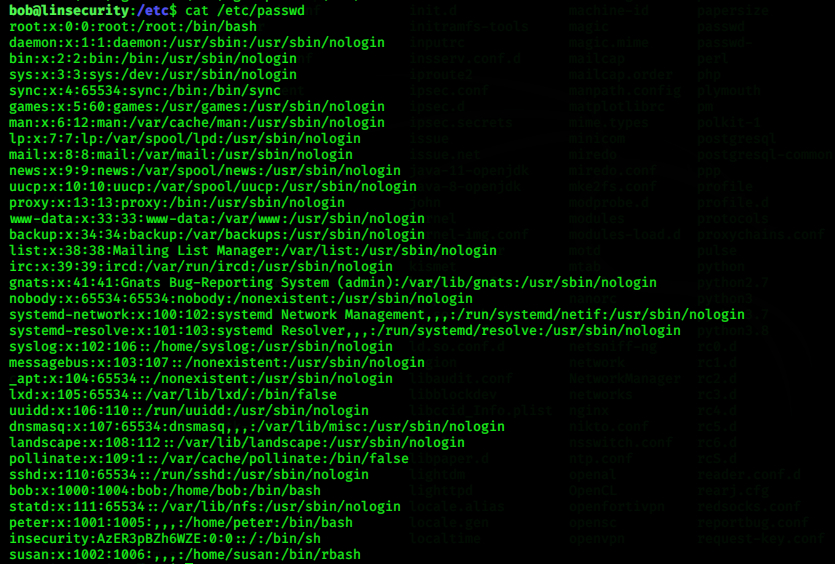 bob@linsecurity:/etc$ cat /etc/passwd
root:x:0:0:root:/root:/bin/bash
daemon:x:1:1:daemon:/usr/sbin:/usr/sbin/nologin
bin:x:2:2:bin:/bin:/usr/sbin/nologin
sys:x:3:3:sys:/dev:/usr/sbin/nologin
sync:x:4:65534:sync:/bin:/bin/sync
games:x:5:60:games:/usr/games:/usr/sbin/nologin
man:x:6:12:man:/var/cache/man:/usr/sbin/nologin
lp:x:7:7:lp:/var/spool/lpd:/usr/sbin/nologin
mail:x:8:8:mail:/var/mail:/usr/sbin/nologin
news:x:9:9:news:/var/spool/news:/usr/sbin/nologin
uucp:x:10:10:uucp:/var/spool/uucp:/usr/sbin/nologin
proxy:x:13:13:proxy:/bin:/usr/sbin/nologin
www-data:x:33:33:www-data:/var/www:/usr/sbin/nologin
backup:x:34:34:backup:/var/backups:/usr/sbin/nologin
list:x:38:38:Mailing List Manager:/var/list:/usr/sbin/nologin
irc:x:39:39:ircd:/var/run/ircd:/usr/sbin/nologin
gnats:x:41:41:Gnats Bug-Reporting System (admin):/var/lib/gnats:/usr/sbin/nologin
nobody:x:65534:65534:nobody:/nonexistent:/usr/sbin/nologin
systemd-network:x:100:102:systemd Network Management,,,:/run/systemd/netif:/usr/sbin/nologin
systemd-resolve:x:101:103:systemd Resolver,,,:/run/systemd/resolve:/usr/sbin/nologin
syslog:x:102:106::/home/syslog:/usr/sbin/nologin
messagebus:x:103:107::/nonexistent:/usr/sbin/nologin
_apt:x:104:65534::/nonexistent:/usr/sbin/nologin
lxd:x:105:65534::/var/lib/lxd/:/bin/false
uuidd:x:106:110::/run/uuidd:/usr/sbin/nologin
dnsmasq:x:107:65534:dnsmasq,,,:/var/lib/misc:/usr/sbin/nologin
landscape:x:108:112::/var/lib/landscape:/usr/sbin/nologin
pollinate:x:109:1::/var/cache/pollinate:/bin/false
sshd:x:110:65534::/run/sshd:/usr/sbin/nologin
bob:x:1000:1004:bob:/home/bob:/bin/bash
statd:x:111:65534::/var/lib/nfs:/usr/sbin/nologin
peter:x:1001:1005:,,,:/home/peter:/bin/bash
insecurity:AzER3pBZh6WZE:0:0::/:/bin/sh
susan:x:1002:1006:,,,:/home/susan:/bin/rbash